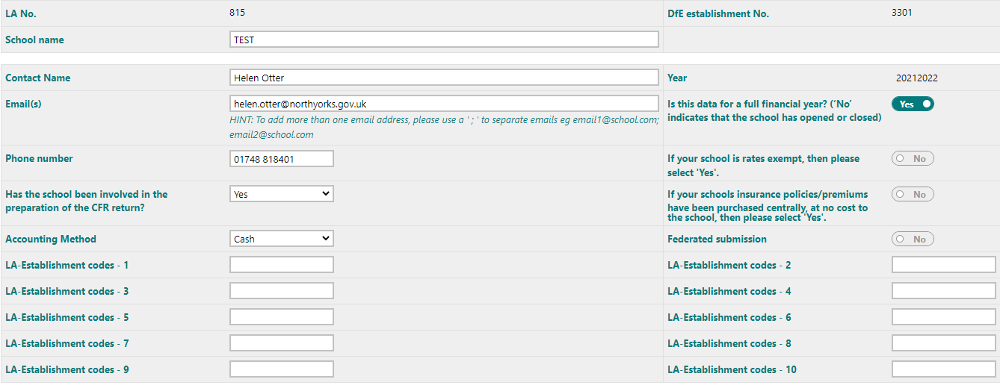 LA No. 815 DfE establishment No. 3301
School name TEST
Contact Name Helen Otter Year 20212022
Email(s) helen.otter@northyorks.gov.uk Is this data for a full financial year? (‘No’
HINT: To add more than one email address, please use a ' ; ' to separate emails eg email1@school.com; indicates that the school has opened or closed)
email2@school.com
Yes
Phone number 01748 818401 If your school is rates exempt, then please
select 'Yes'.
No
Has the school been involved in the
preparation of the CFR return?
Yes
If your schools insurance policies/premiums
have been purchased centrally, at no cost to
the school, then please select 'Yes'.
No
Accounting Method Cash Federated submission No
LA-Establishment codes - 1 LA-Establishment codes - 2
LA-Establishment codes - 3 LA-Establishment codes - 4
LA-Establishment codes - 5 LA-Establishment codes - 6
LA-Establishment codes - 7 LA-Establishment codes - 8
LA-Establishment codes - 9 LA-Establishment codes - 10